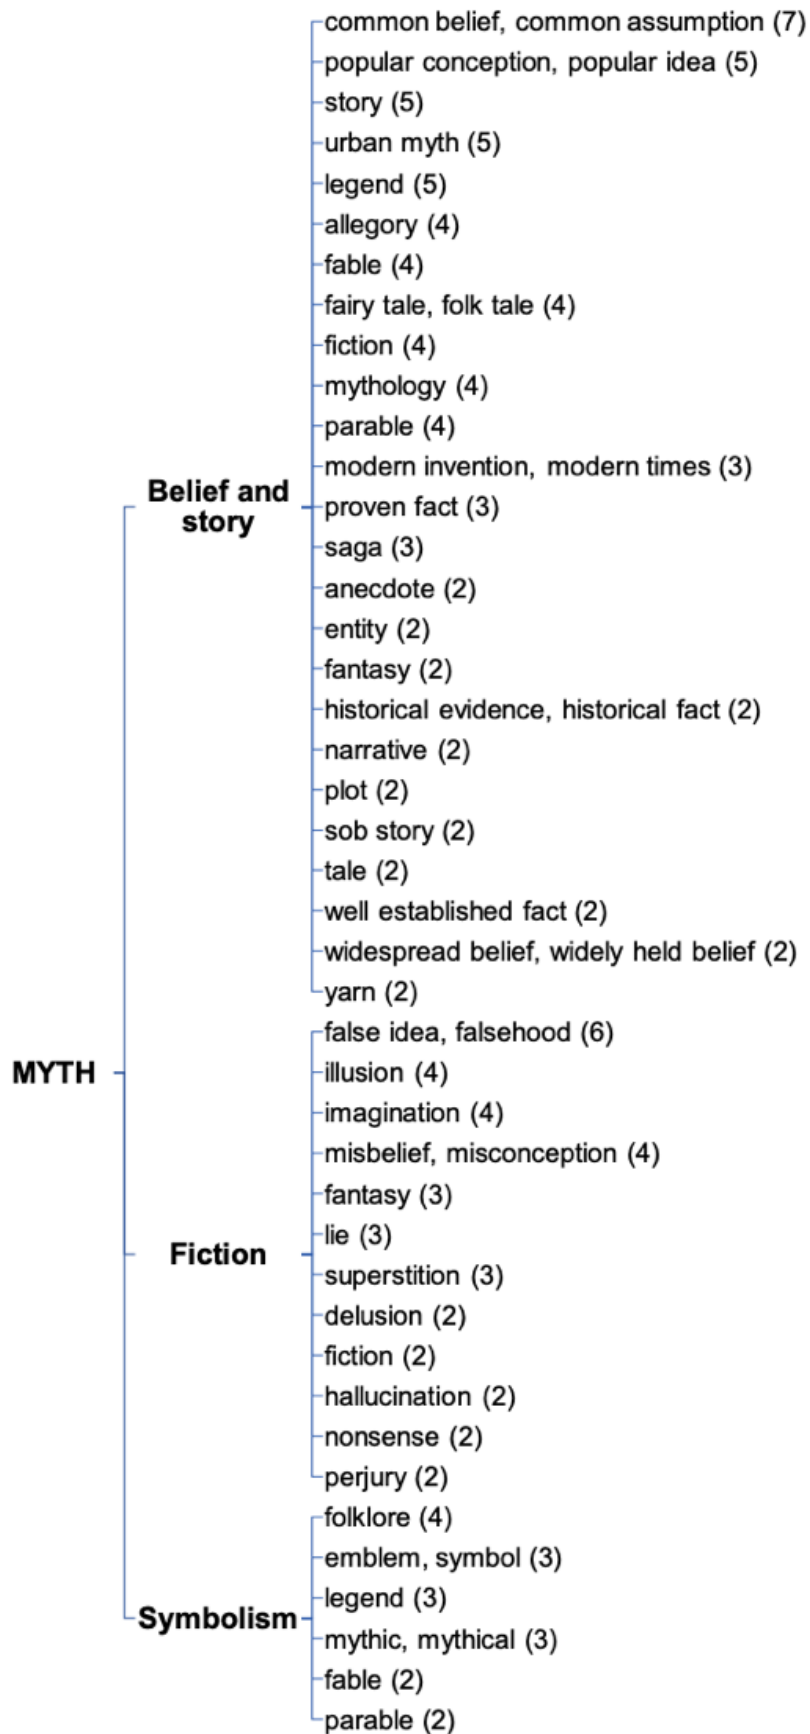 common belief, common assumption (7)
popular conception, popular idea (5)
story (5)
urban myth (5)
legend (5)
allegory (4)
fable (4)
fairy tale, folk tale (4)
fiction (4)
mythology (4)
parable (4)
modern invention, modern times (3)
Belief and
story
proven fact (3)
saga (3)
anecdote (2)
entity (2)
fantasy (2)
historical evidence, historical fact (2)
narrative (2)
plot (2)
sob story (2)
tale (2)
well established fact (2)
widespread belief, widely held belief (2)
yarn (2)
MYTH
false idea, falsehood (6)
illusion (4)
imagination (4)
misbelief, misconception (4)
fantasy (3)
lie (3)
Fiction
superstition (3)
delusion (2)
fiction (2)
hallucination (2)
nonsense (2)
perjury (2)
folklore (4)
emblem, symbol (3)
legend (3)
Symbolism
mythic, mythical (3)
fable (2)
parable (2)